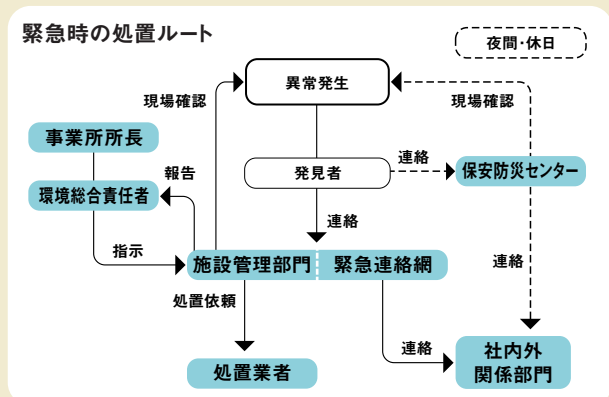 緊急時の処置ルート
夜間・休日
異常発生
現場確認
現場確認
事業所所長
報告
発見者
連絡
保安防災センター
環境総合責任者
連絡
指示
施設管理部門
緊急連絡網
連絡
処置依頼
処置業者
連絡
社内外
関係部門